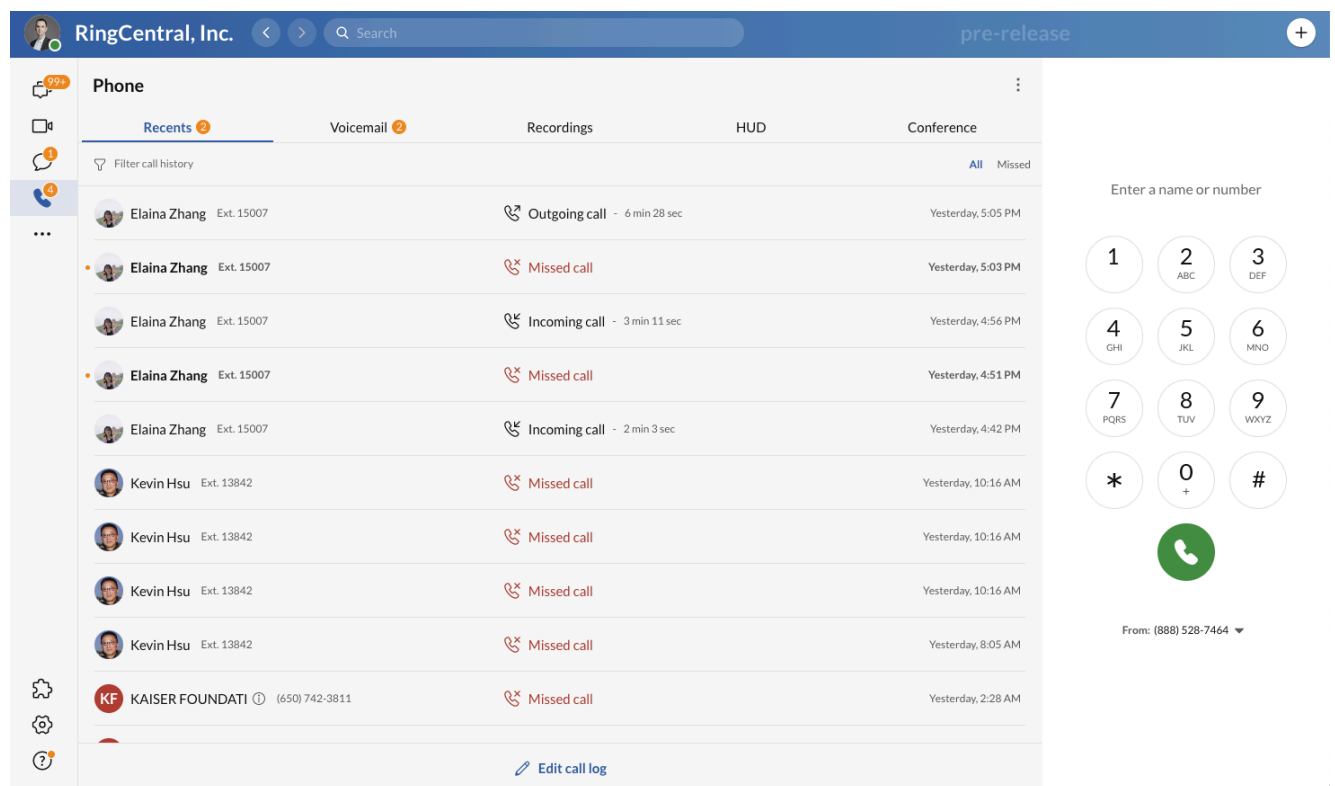 RingCentral, Inc.
Search
pre-release
99+
1
4
Phone
Recents 2
Voicemail 2
Recordings
HUD
Conference
Filter call history
All Missed
Elaina Zhang Ext. 15007 Outgoing call - 6 min 28 sec Yesterday, 5:05 PM
Elaina Zhang Ext. 15007 Missed call Yesterday, 5:03 PM
Elaina Zhang Ext. 15007 Incoming call - 3 min 11 sec Yesterday, 4:56 PM
Elaina Zhang Ext. 15007 Missed call Yesterday, 4:51 PM
Elaina Zhang Ext. 15007 Incoming call - 2 min 3 sec Yesterday, 4:42 PM
Kevin Hsu Ext. 13842 Missed call Yesterday, 10:16 AM
Kevin Hsu Ext. 13842 Missed call Yesterday, 10:16 AM
Kevin Hsu Ext. 13842 Missed call Yesterday, 10:16 AM
Kevin Hsu Ext. 13842 Missed call Yesterday, 8:05 AM
KF KAISER FOUNDATI (650) 742-3811 Missed call Yesterday, 2:28 AM
Edit call log
Enter a name or number
1 2 3
ABC DEF
4 5 6
GHI JKL MNO
7 8 9
PQRS TUV WXYZ
* 0 #
+
From: (888) 528-7464